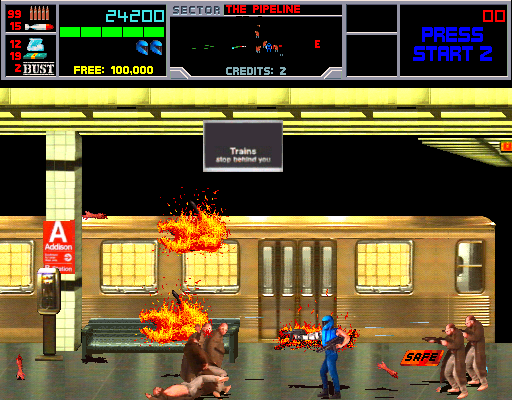 99
15
12
19
2 BUST
24200
FREE: 100,000
SECTOR THE PIPELINE
E
CREDITS: 2
00
PRESS
START 2
Trains
stop behind you
A
Addison
SAFE